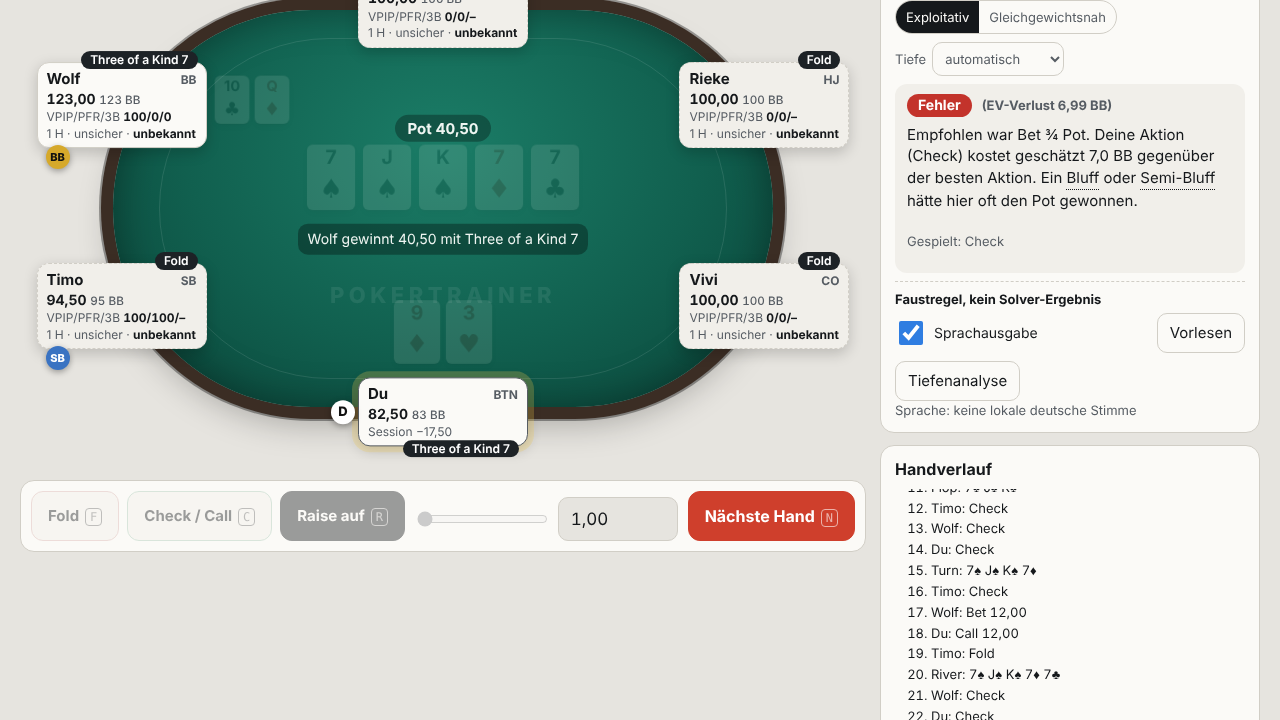 100,00 100 BB
VPIP/PFR/3B 0/0/–
1 H · unsicher · unbekannt
Three of a Kind 7
Wolf BB
123,00 123 BB
VPIP/PFR/3B 100/0/0
1 H · unsicher · unbekannt
BB
10 ♣ Q ♦
Fold
Rieke HJ
100,00 100 BB
VPIP/PFR/3B 0/0/–
1 H · unsicher · unbekannt
Pot 40,50
7 ♠ J ♠ K ♠ 7 ♦ 7 ♣
Wolf gewinnt 40,50 mit Three of a Kind 7
Fold
Timo SB
94,50 95 BB
VPIP/PFR/3B 100/100/–
1 H · unsicher · unbekannt
SB
POKERTRAINER
9 ♦ 3 ♥
Fold
Vivi CO
100,00 100 BB
VPIP/PFR/3B 0/0/–
1 H · unsicher · unbekannt
D
Du BTN
82,50 83 BB
Session −17,50
Three of a Kind 7
Fold F
Check / Call C
Raise auf R
1,00
Nächste Hand N
Exploitativ Gleichgewichtsnah
Tiefe automatisch
Fehler (EV-Verlust 6,99 BB)
Empfohlen war Bet ¾ Pot. Deine Aktion
(Check) kostet geschätzt 7,0 BB gegenüber
der besten Aktion. Ein Bluff oder Semi-Bluff
hätte hier oft den Pot gewonnen.
Gespielt: Check
Faustregel, kein Solver-Ergebnis
Sprachausgabe Vorlesen
Tiefenanalyse
Sprache: keine lokale deutsche Stimme
Handverlauf
11. Flop: 7♠ J♠ K♠
12. Timo: Check
13. Wolf: Check
14. Du: Check
15. Turn: 7♠ J♠ K♠ 7♦
16. Timo: Check
17. Wolf: Bet 12,00
18. Du: Call 12,00
19. Timo: Fold
20. River: 7♠ J♠ K♠ 7♦ 7♣
21. Wolf: Check
22. Du: Check